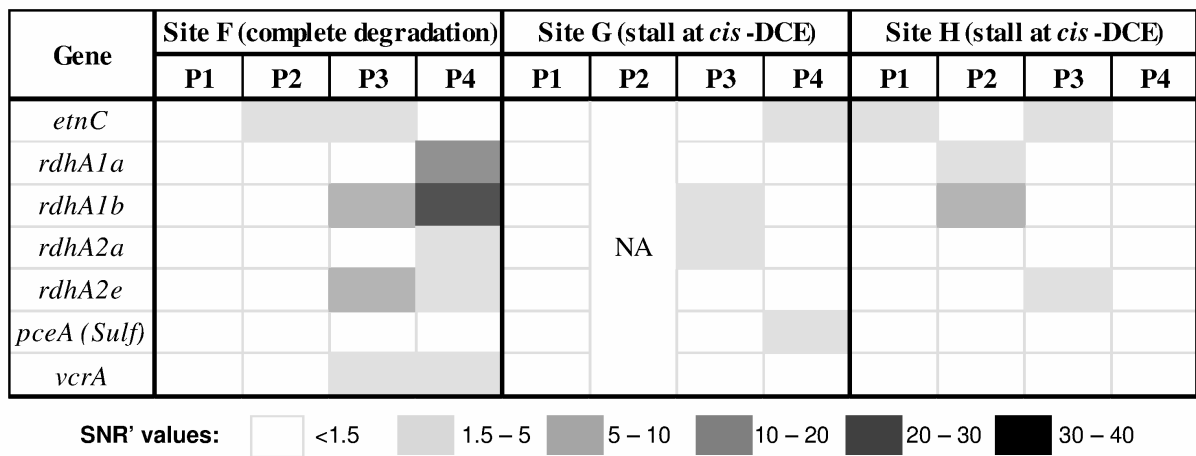 Gene Site F (complete degradation) Site G (stall at cis -DCE) Site H (stall at cis -DCE)
P1 P2 P3 P4 P1 P2 P3 P4 P1 P2 P3 P4
etnC
rdhA1a
rdhA1b
rdhA2a NA
rdhA2e
pceA (Sulf)
vcrA
SNR' values: <1.5 1.5 – 5 5 – 10 10 – 20 20 – 30 30 – 40